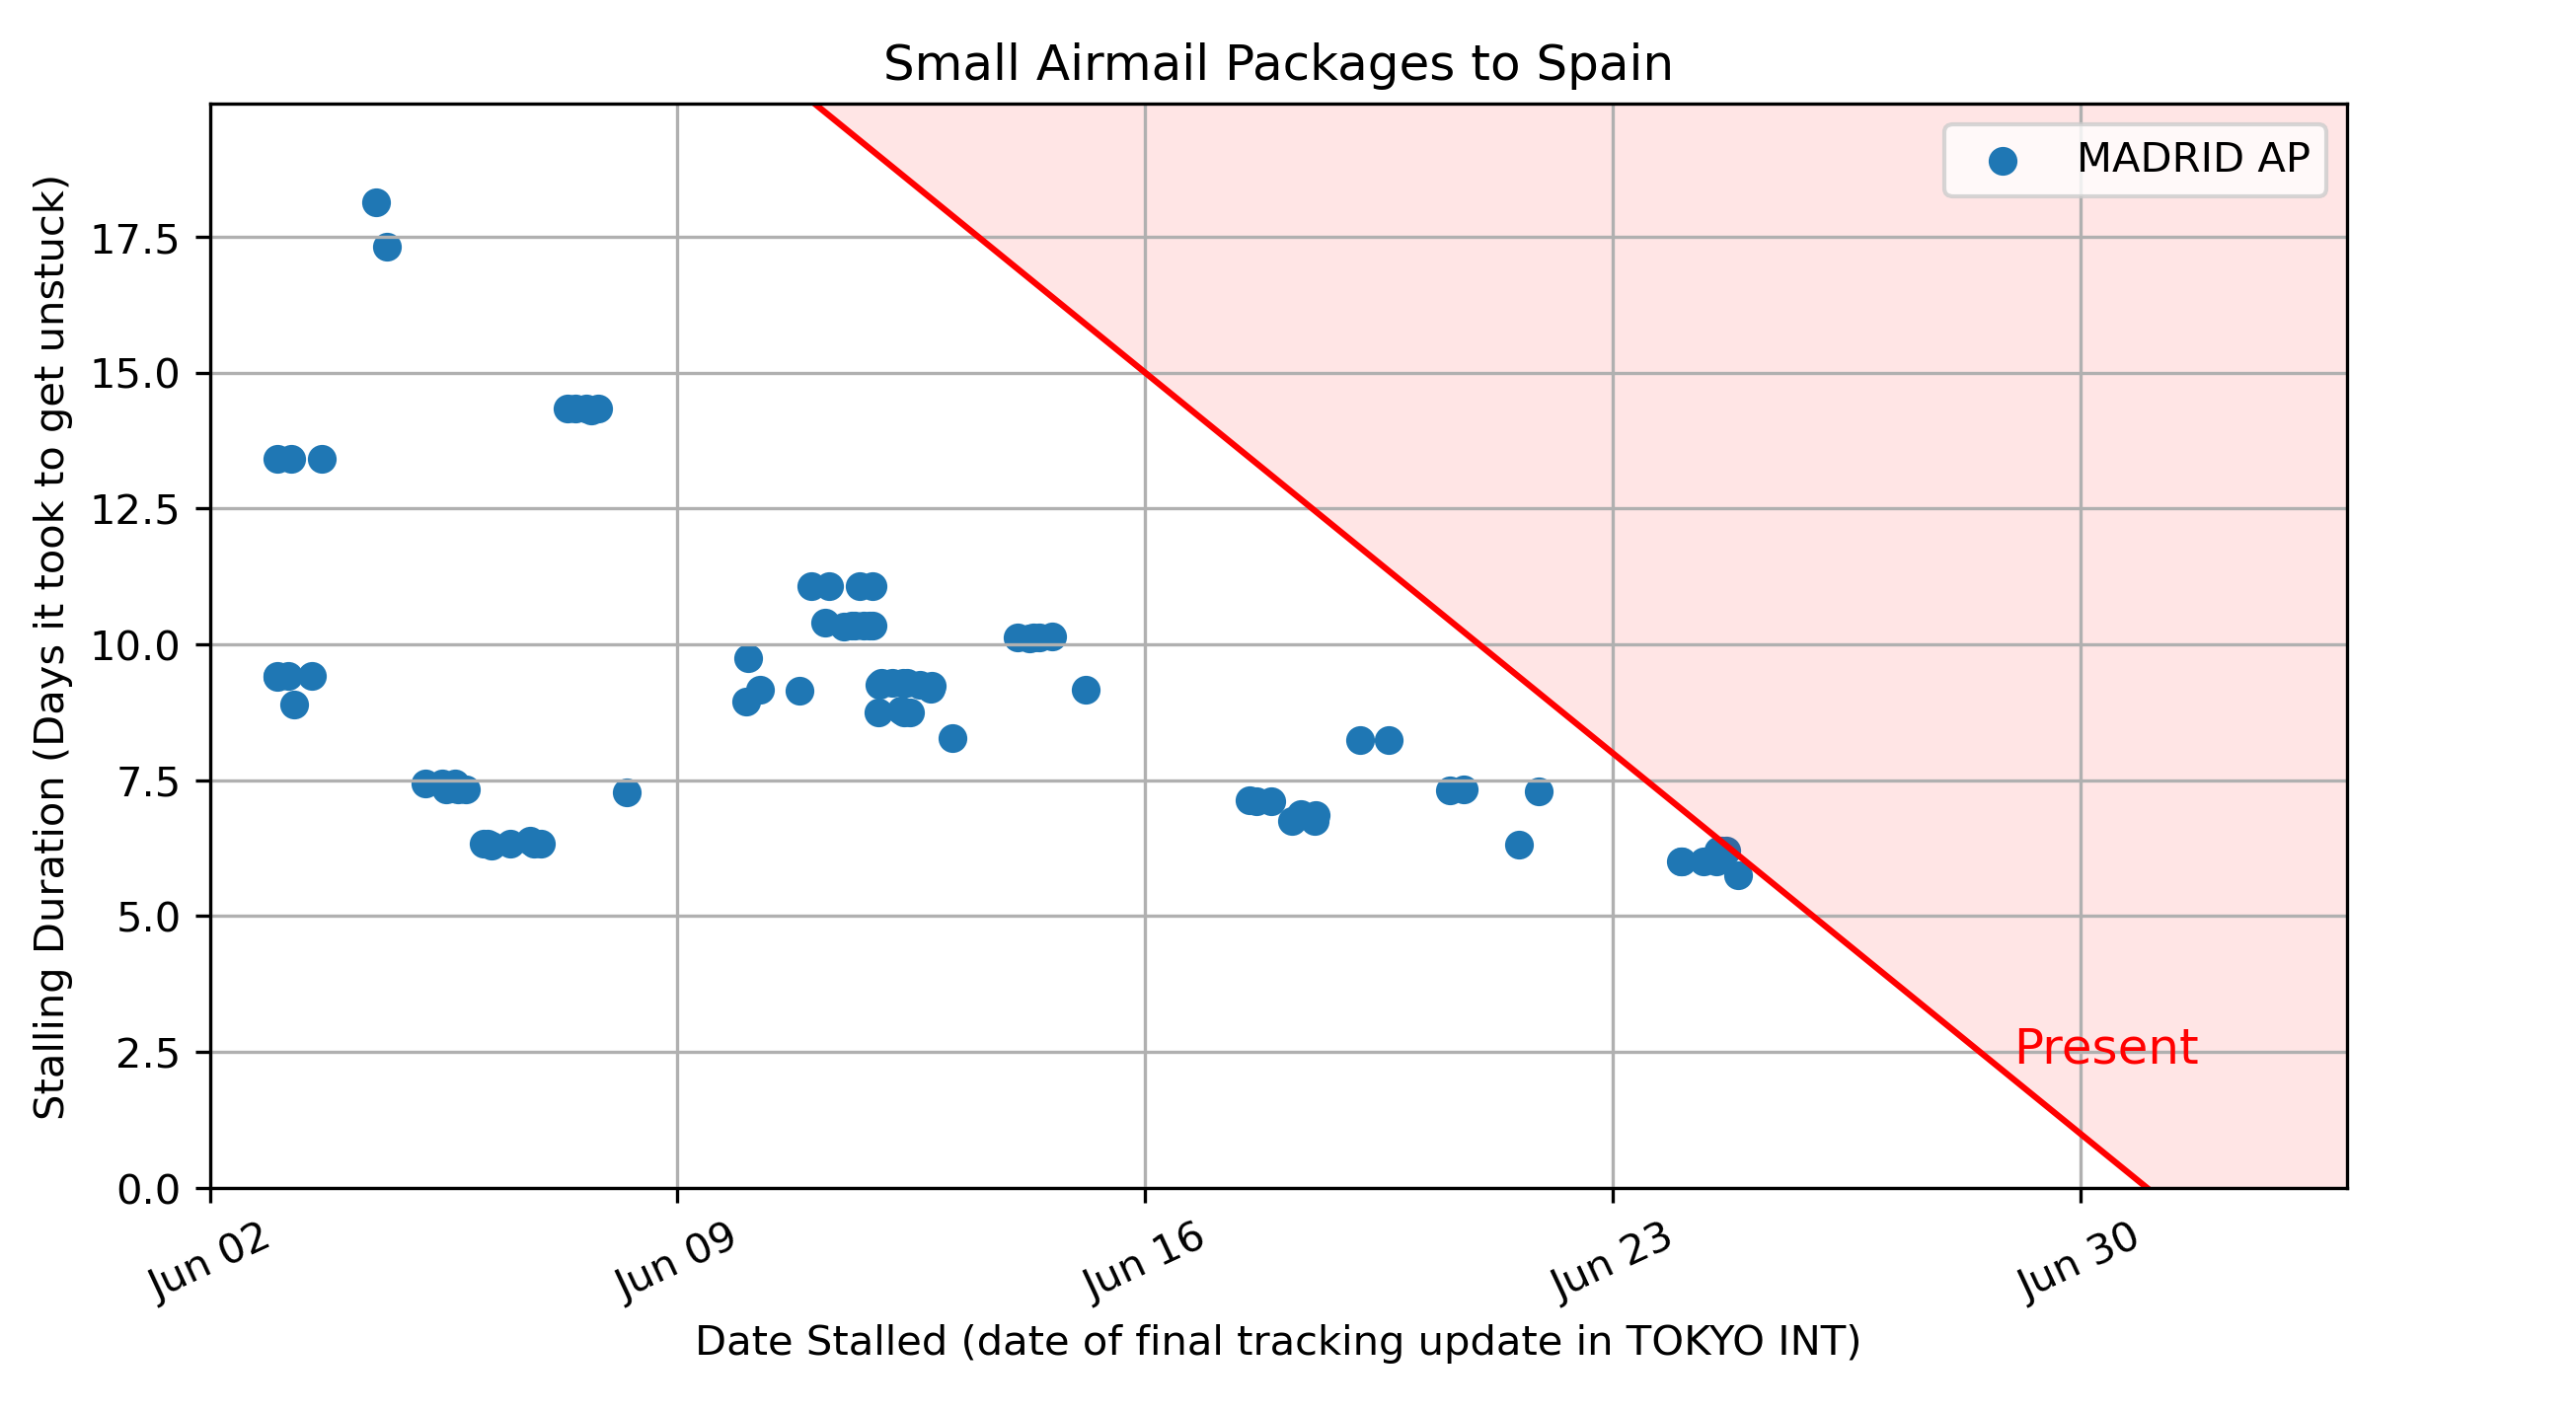 Small Airmail Packages to Spain
MADRID AP
Stalling Duration (Days it took to get unstuck)
17.5
15.0
12.5
10.0
7.5
5.0
2.5
0.0
Present
Jun 02
Jun 09
Jun 16
Jun 23
Jun 30
Date Stalled (date of final tracking update in TOKYO INT)